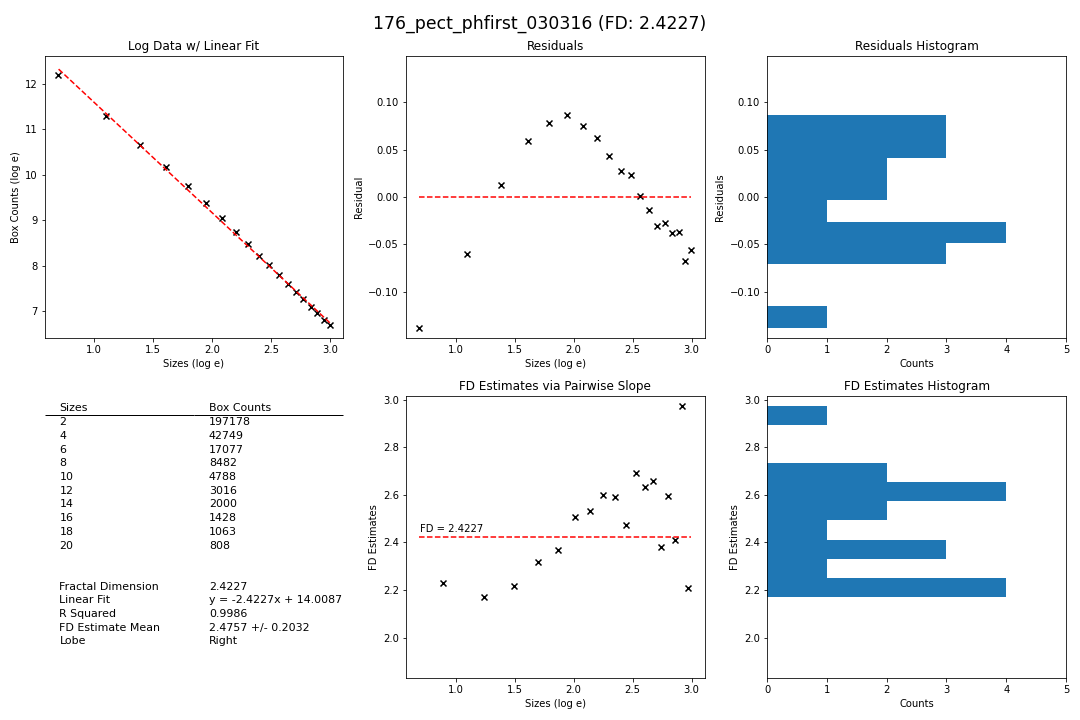 176_pect_phfirst_030316 (FD: 2.4227)
Log Data w/ Linear Fit
12
11
10
9
8
7
Box Counts (log e)
1.0 1.5 2.0 2.5 3.0
Sizes (log e)
Residuals
0.10
0.05
0.00
−0.05
−0.10
Residual
1.0 1.5 2.0 2.5 3.0
Sizes (log e)
Residuals Histogram
0.10
0.05
0.00
−0.05
−0.10
Residuals
0 1 2 3 4 5
Counts
Sizes Box Counts
2 197178
4 42749
6 17077
8 8482
10 4788
12 3016
14 2000
16 1428
18 1063
20 808
Fractal Dimension 2.4227
Linear Fit y = -2.4227x + 14.0087
R Squared 0.9986
FD Estimate Mean 2.4757 +/- 0.2032
Lobe Right
FD Estimates via Pairwise Slope
3.0
2.8
2.6
2.4
2.2
2.0
FD Estimates
FD = 2.4227
1.0 1.5 2.0 2.5 3.0
Sizes (log e)
FD Estimates Histogram
3.0
2.8
2.6
2.4
2.2
2.0
FD Estimates
0 1 2 3 4 5
Counts